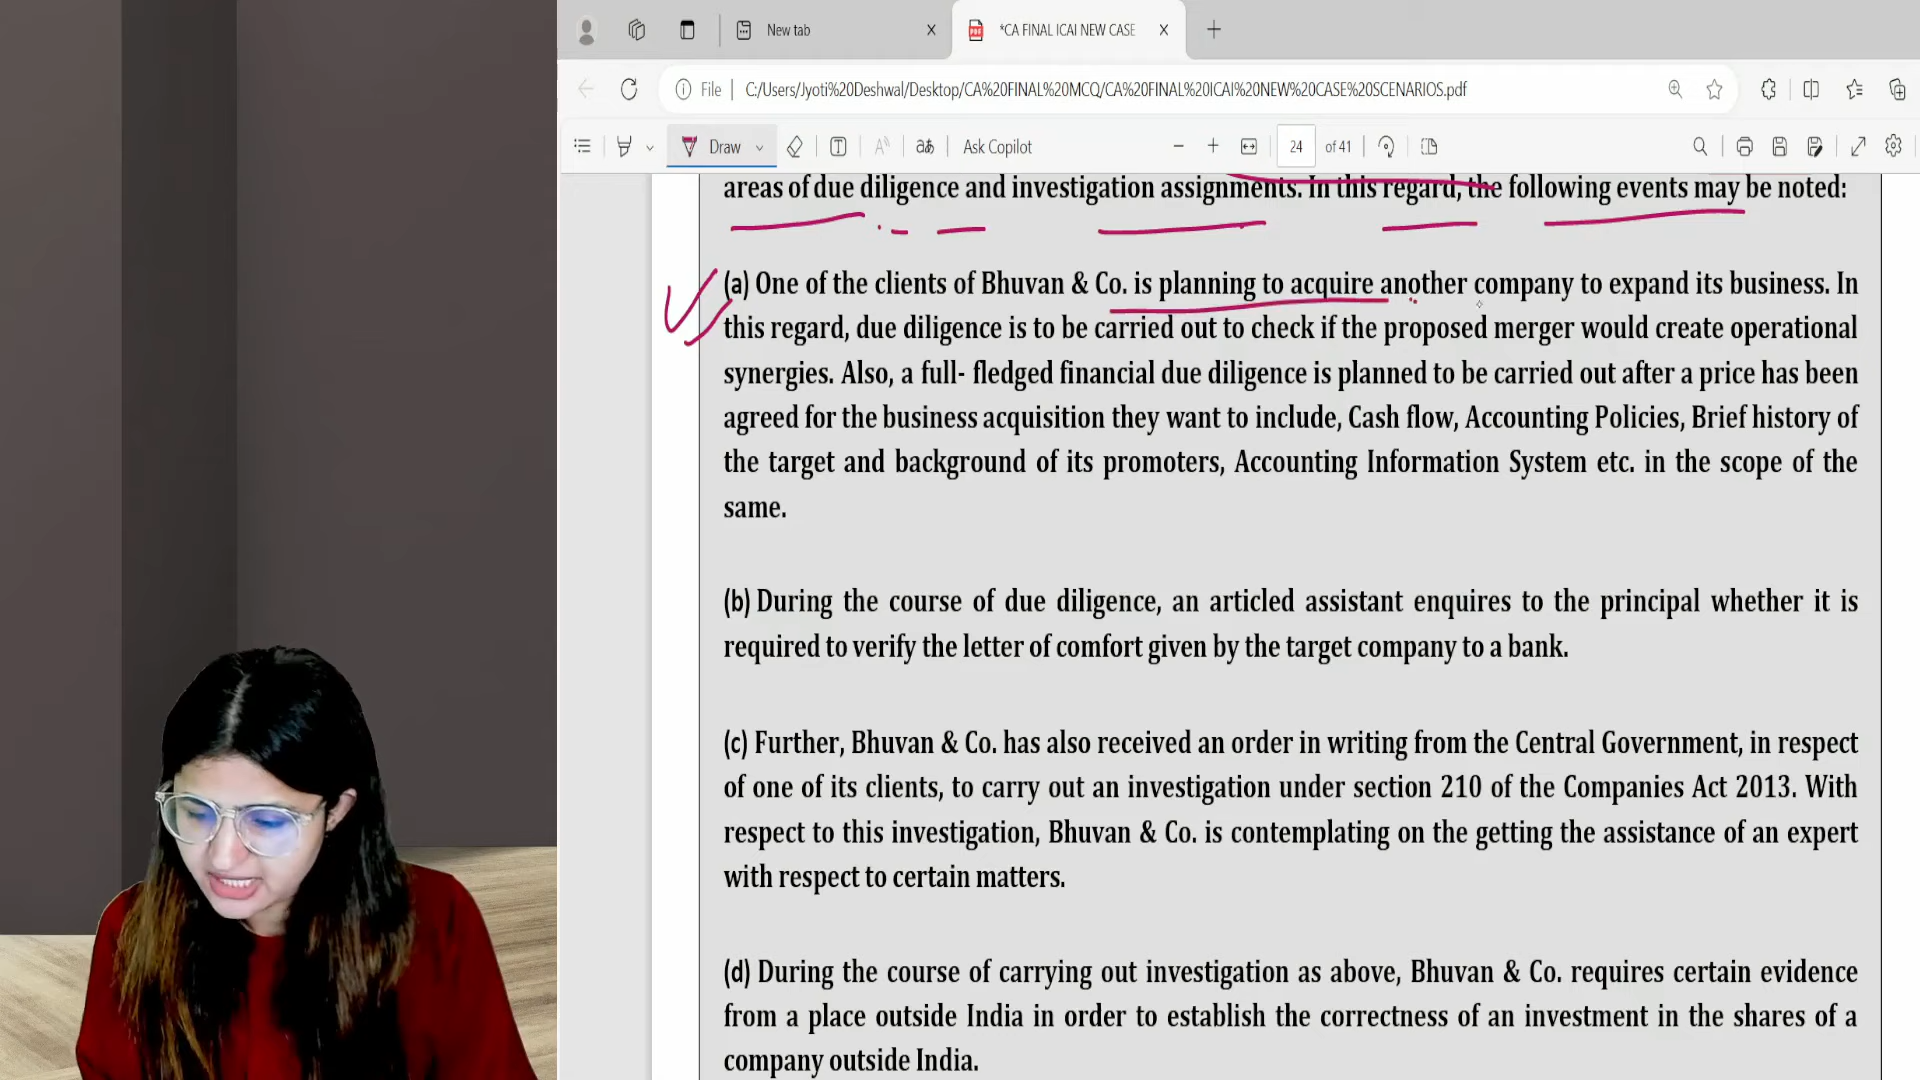 New tab
*CA FINAL ICAI NEW CASE
File
C:/Users/Jyoti%20Deshwal/Desktop/CA%20FINAL%20MCQ/CA%20FINAL%20ICAI%20NEW%20CASE%20SCENARIOS.pdf
Draw
Ask Copilot
24 of 41
areas of due diligence and investigation assignments. In this regard, the following events may be noted:
(a) One of the clients of Bhuvan & Co. is planning to acquire another company to expand its business. In
this regard, due diligence is to be carried out to check if the proposed merger would create operational
synergies. Also, a full- fledged financial due diligence is planned to be carried out after a price has been
agreed for the business acquisition they want to include, Cash flow, Accounting Policies, Brief history of
the target and background of its promoters, Accounting Information System etc. in the scope of the
same.
(b) During the course of due diligence, an articled assistant enquires to the principal whether it is
required to verify the letter of comfort given by the target company to a bank.
(c) Further, Bhuvan & Co. has also received an order in writing from the Central Government, in respect
of one of its clients, to carry out an investigation under section 210 of the Companies Act 2013. With
respect to this investigation, Bhuvan & Co. is contemplating on the getting the assistance of an expert
with respect to certain matters.
(d) During the course of carrying out investigation as above, Bhuvan & Co. requires certain evidence
from a place outside India in order to establish the correctness of an investment in the shares of a
company outside India.